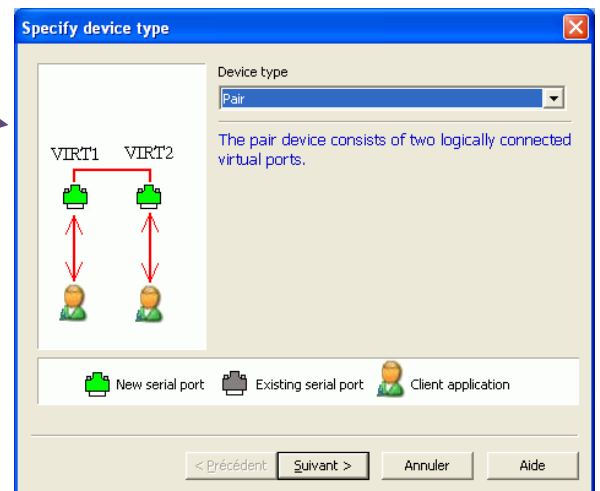 Specify device type
Device type
Pair
The pair device consists of two logically connected
virtual ports.
VIRT1 VIRT2
New serial port Existing serial port Client application
< Précédent Suivant > Annuler Aide